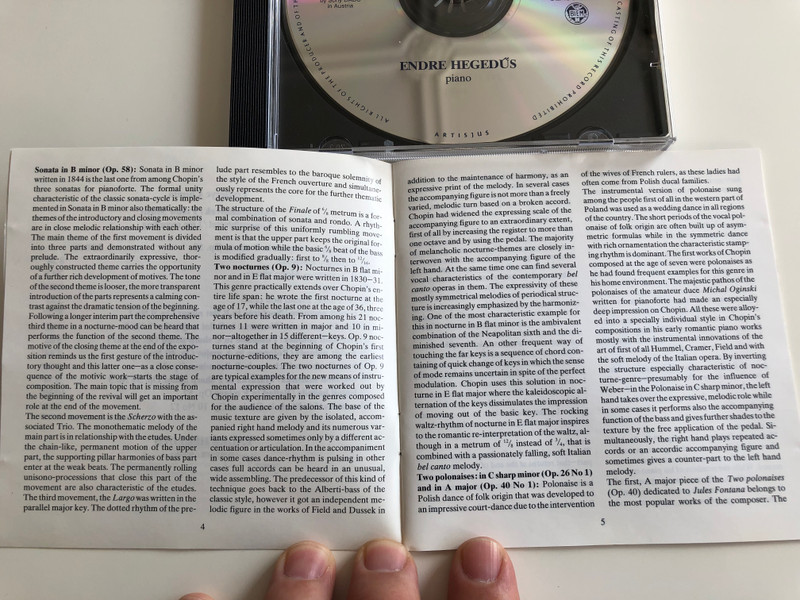 by Sony DADC
in Austria
ENDRE HEGEDŰS
piano
ALL RIGHTS OF THE PRODUCER AND OF THE
CASTING OF THIS RECORD PROHIBITED
ARTISJUS
Sonata in B minor (Op. 58): Sonata in B minor
written in 1844 is the last one from among Chopin's
three sonatas for pianoforte. The formal unity
characteristic of the classic sonata-cycle is imple-
mented in Sonata in B minor also thematically: the
themes of the introductory and closing movements
are in close melodic relationship with each other.
The main theme of the first movement is divided
into three parts and demonstrated without any
prelude. The extraordinarily expressive, thor-
oughly constructed theme carries the opportunity
of a further rich development of motives. The tone
of the second theme is looser, the more transparent
introduction of the parts represents a calming con-
trast against the dramatic tension of the beginning.
Following a longer interim part the comprehensive
third theme in a nocturne-mood can be heard that
performs the function of the second theme. The
motive of the closing theme at the end of the expo-
sition reminds us the first gesture of the introduc-
tory thought and this latter one—as a close conse-
quence of the motivic work—starts the stage of
composition. The main topic that is missing from
the beginning of the revival will get an important
role at the end of the movement.
The second movement is the Scherzo with the as-
sociated Trio. The monothematic melody of the
main part is in relationship with the etudes. Under
the chain-like, permanent motion of the upper
part, the supporting pillar harmonies of bass part
enter at the weak beats. The permanently rolling
unisono-processions that close this part of the
movement are also characteristic of the etudes.
The third movement, the Largo was written in the
parallel major key. The dotted rhythm of the pre-
lude part resembles to the baroque solemnity of
the style of the French ouverture and simultane-
ously represents the core for the further thematic
development.
The structure of the Finale of 6/8 metrum is a for-
mal combination of sonata and rondo. A rhyth-
mic surprise of this uniformly rumbling move-
ment is that the upper part keeps the original for-
mula of motion while the basic 6/8 beat of the bass
is modified gradually: first to 9/8 then to 12/16.
Two nocturnes (Op. 9): Nocturnes in B flat mi-
nor and in E flat major were written in 1830—31.
This genre practically extends over Chopin's en-
tire life span: he wrote the first nocturne at the
age of 17, while the last one at the age of 36, three
years before his death. From among his 21 noc-
turnes 11 were written in major and 10 in mi-
nor—altogether in 15 different—keys. Op. 9 noc-
turnes stand at the beginning of Chopin's first
nocturne-editions, they are among the earliest
nocturne-couples. The two nocturnes of Op. 9
are typical examples for the new means of instru-
mental expression that were worked out by
Chopin experimentally in the genres composed
for the audience of the salons. The base of the
music texture are given by the isolated, accom-
panied right hand melody and its numerous vari-
ants expressed sometimes only by a different ac-
centuation or articulation. In the accompaniment
in some cases dance-rhythm is pulsing in other
cases full accords can be heard in an unusual,
wide assembling. The predecessor of this kind of
technique goes back to the Alberti-bass of the
classic style, however it got an independent me-
lodic figure in the works of Field and Dussek in
4
addition to the maintenance of harmony, as an
expressive print of the melody. In several cases
the accompanying figure is not more than a freely
varied, melodic turn based on a broken accord.
Chopin had widened the expressing scale of the
accompanying figure to an extraordinary extent,
first of all by increasing the register to more than
one octave and by using the pedal. The majority
of melancholic nocturne-themes are closely in-
terwoven with the accompanying figure of the
left hand. At the same time one can find several
vocal characteristics of the contemporary bel
canto operas in them. The expressivity of these
mostly symmetrical melodies of periodical struc-
ture is increasingly emphasized by the harmoniz-
ing. One of the most characteristic example for
this in nocturne in B flat minor is the ambivalent
combination of the Neapolitan sixth and the di-
minished seventh. An other frequent way of
touching the far keys is a sequence of chord con-
taining of quick change of keys in which the sense
of mode remains uncertain in spite of the perfect
modulation. Chopin uses this solution in noc-
turne in E flat major where the kaleidoscopic al-
ternation of the keys dissimulates the impression
of moving out of the basic key. The rocking
waltz-rhythm of nocturne in E flat major inspires
to the romantic re-interpretation of the waltz, al-
though in a metrum of 12/8 instead of 3/4, that is
combined with a passionately falling, soft Italian
bel canto melody.
Two polonaises: in C sharp minor (Op. 26 No 1)
and in A major (Op. 40 No 1): Polonaise is a
Polish dance of folk origin that was developed to
an impressive court-dance due to the intervention
of the wives of French rulers, as these ladies had
often come from Polish ducal families.
The instrumental version of polonaise sung
among the people first of all in the western part of
Poland was used as a wedding dance in all regions
of the country. The short periods of the vocal pol-
onaise of folk origin are often built up of asym-
metric formulas while in the symmetric dance
with rich ornamentation the characteristic stamp-
ing rhythm is dominant. The first works of Chopin
composed at the age of seven were polonaises as
he had found frequent examples for this genre in
his home environment. The majestic pathos of the
polonaises of the amateur duce Michal Oginski
written for pianoforte had made an especially
deep impression on Chopin. All these were alloy-
ed into a specially individual style in Chopin's
compositions in his early romantic piano works
mostly with the instrumental innovations of the
art of first of all Hummel, Cramer, Field and with
the soft melody of the Italian opera. By inverting
the structure especially characteristic of noc-
turne-genre—presumably for the influence of
Weber—in the Polonaise in C sharp minor, the left
hand takes over the expressive, melodic role while
in some cases it performs also the accompanying
function of the bass and gives further shades to the
texture by the free application of the pedal. Si-
multaneously, the right hand plays repeated ac-
cords or an accordic accompanying figure and
sometimes gives a counter-part to the left hand
melody.
The first, A major piece of the Two polonaises
(Op. 40) dedicated to Jules Fontana belongs to
the most popular works of the composer. The
5